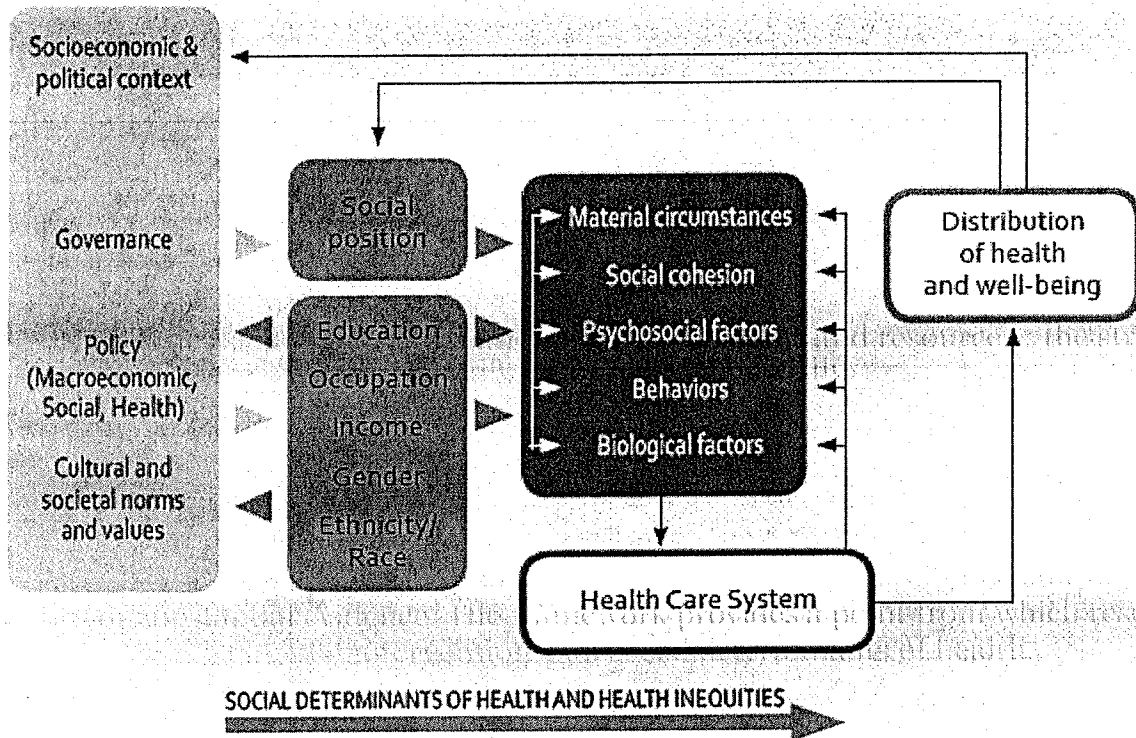 Socioeconomic &
political context
Governance
Policy
(Macroeconomic,
Social, Health)
Cultural and
societal norms
and values
Social
position
Education
Occupation
Income
Gender
Ethnicity/
Race
Material circumstances
Social cohesion
Psychosocial factors
Behaviors
Biological factors
Health Care System
Distribution
of health
and well-being
SOCIAL DETERMINANTS OF HEALTH AND HEALTH INEQUITIES